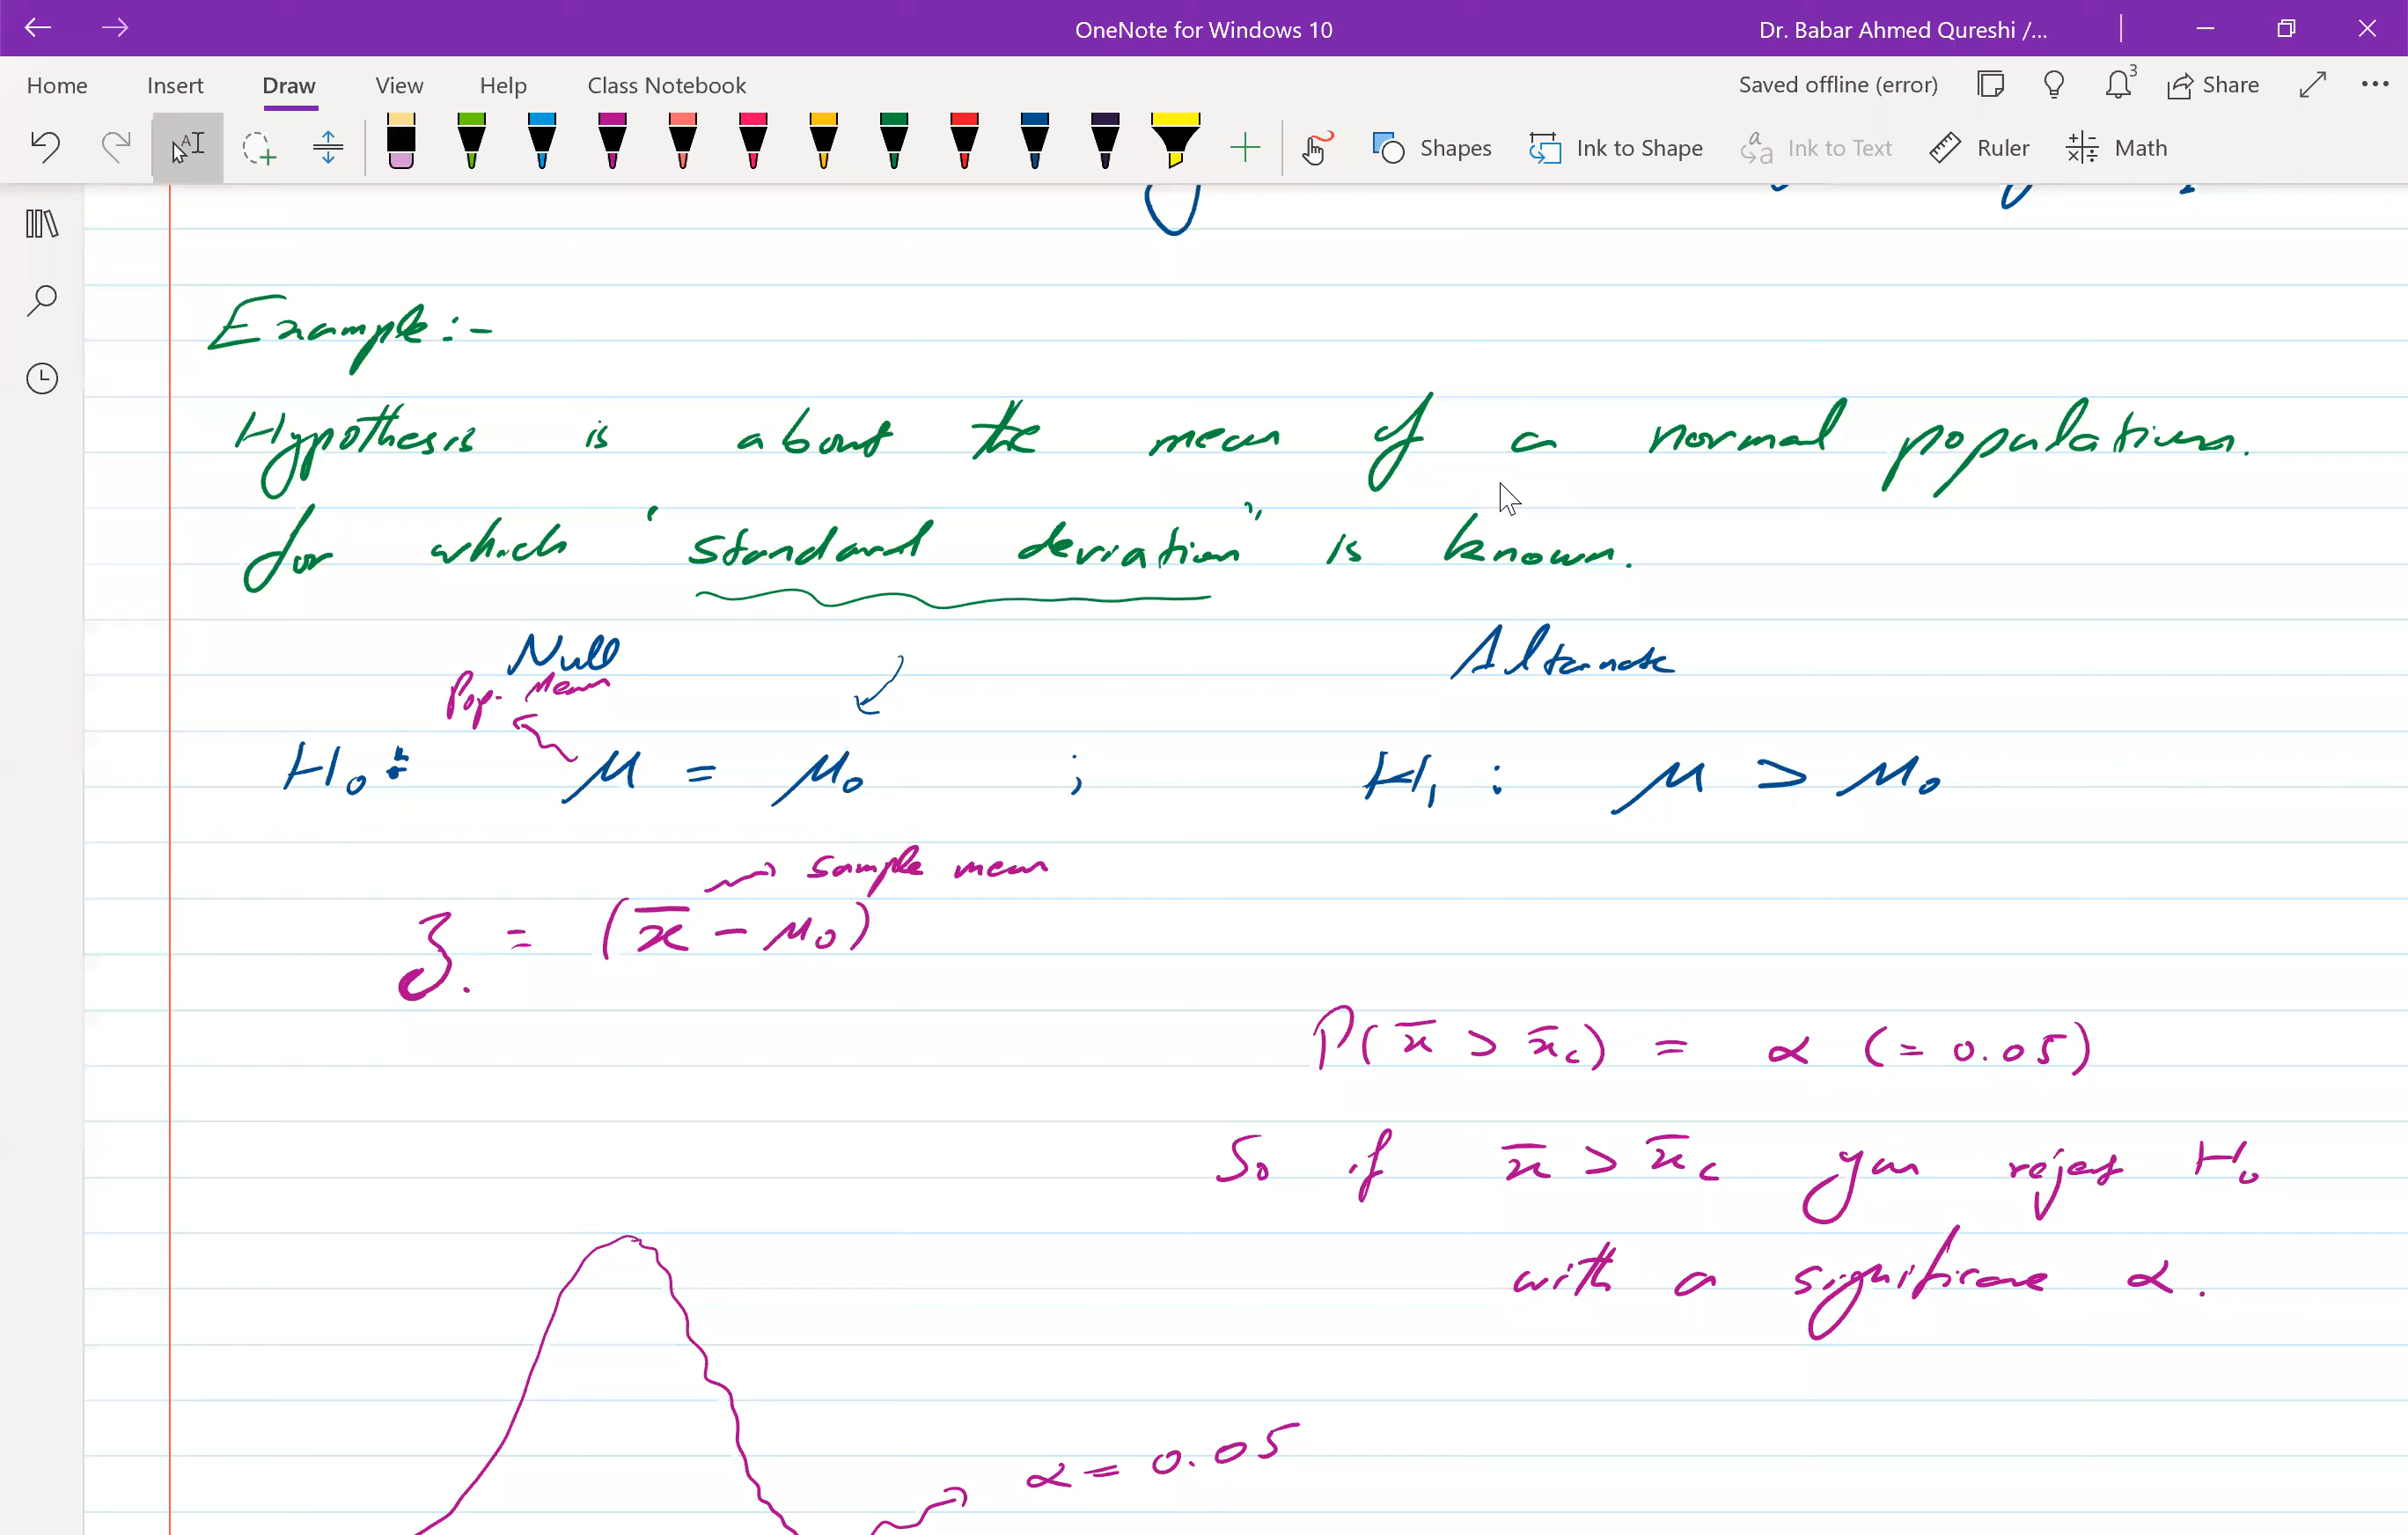 OneNote for Windows 10
Dr. Babar Ahmed Qureshi /...
Home Insert Draw View Help Class Notebook
Saved offline (error) 3 Share
Shapes Ink to Shape Ink to Text Ruler Math
Example:-
Hypothesis is about the mean of a normal population.
for which "standard deviation" is known.
Null Alternate
Pop. Mean
H₀: μ = μ₀ ; H₁ : μ > μ₀
sample mean
z = (x̄ - μ₀)
P(x̄ > x̄c) = α (= 0.05)
So if x̄ > x̄c you reject H₀
with a significance α.
α = 0.05